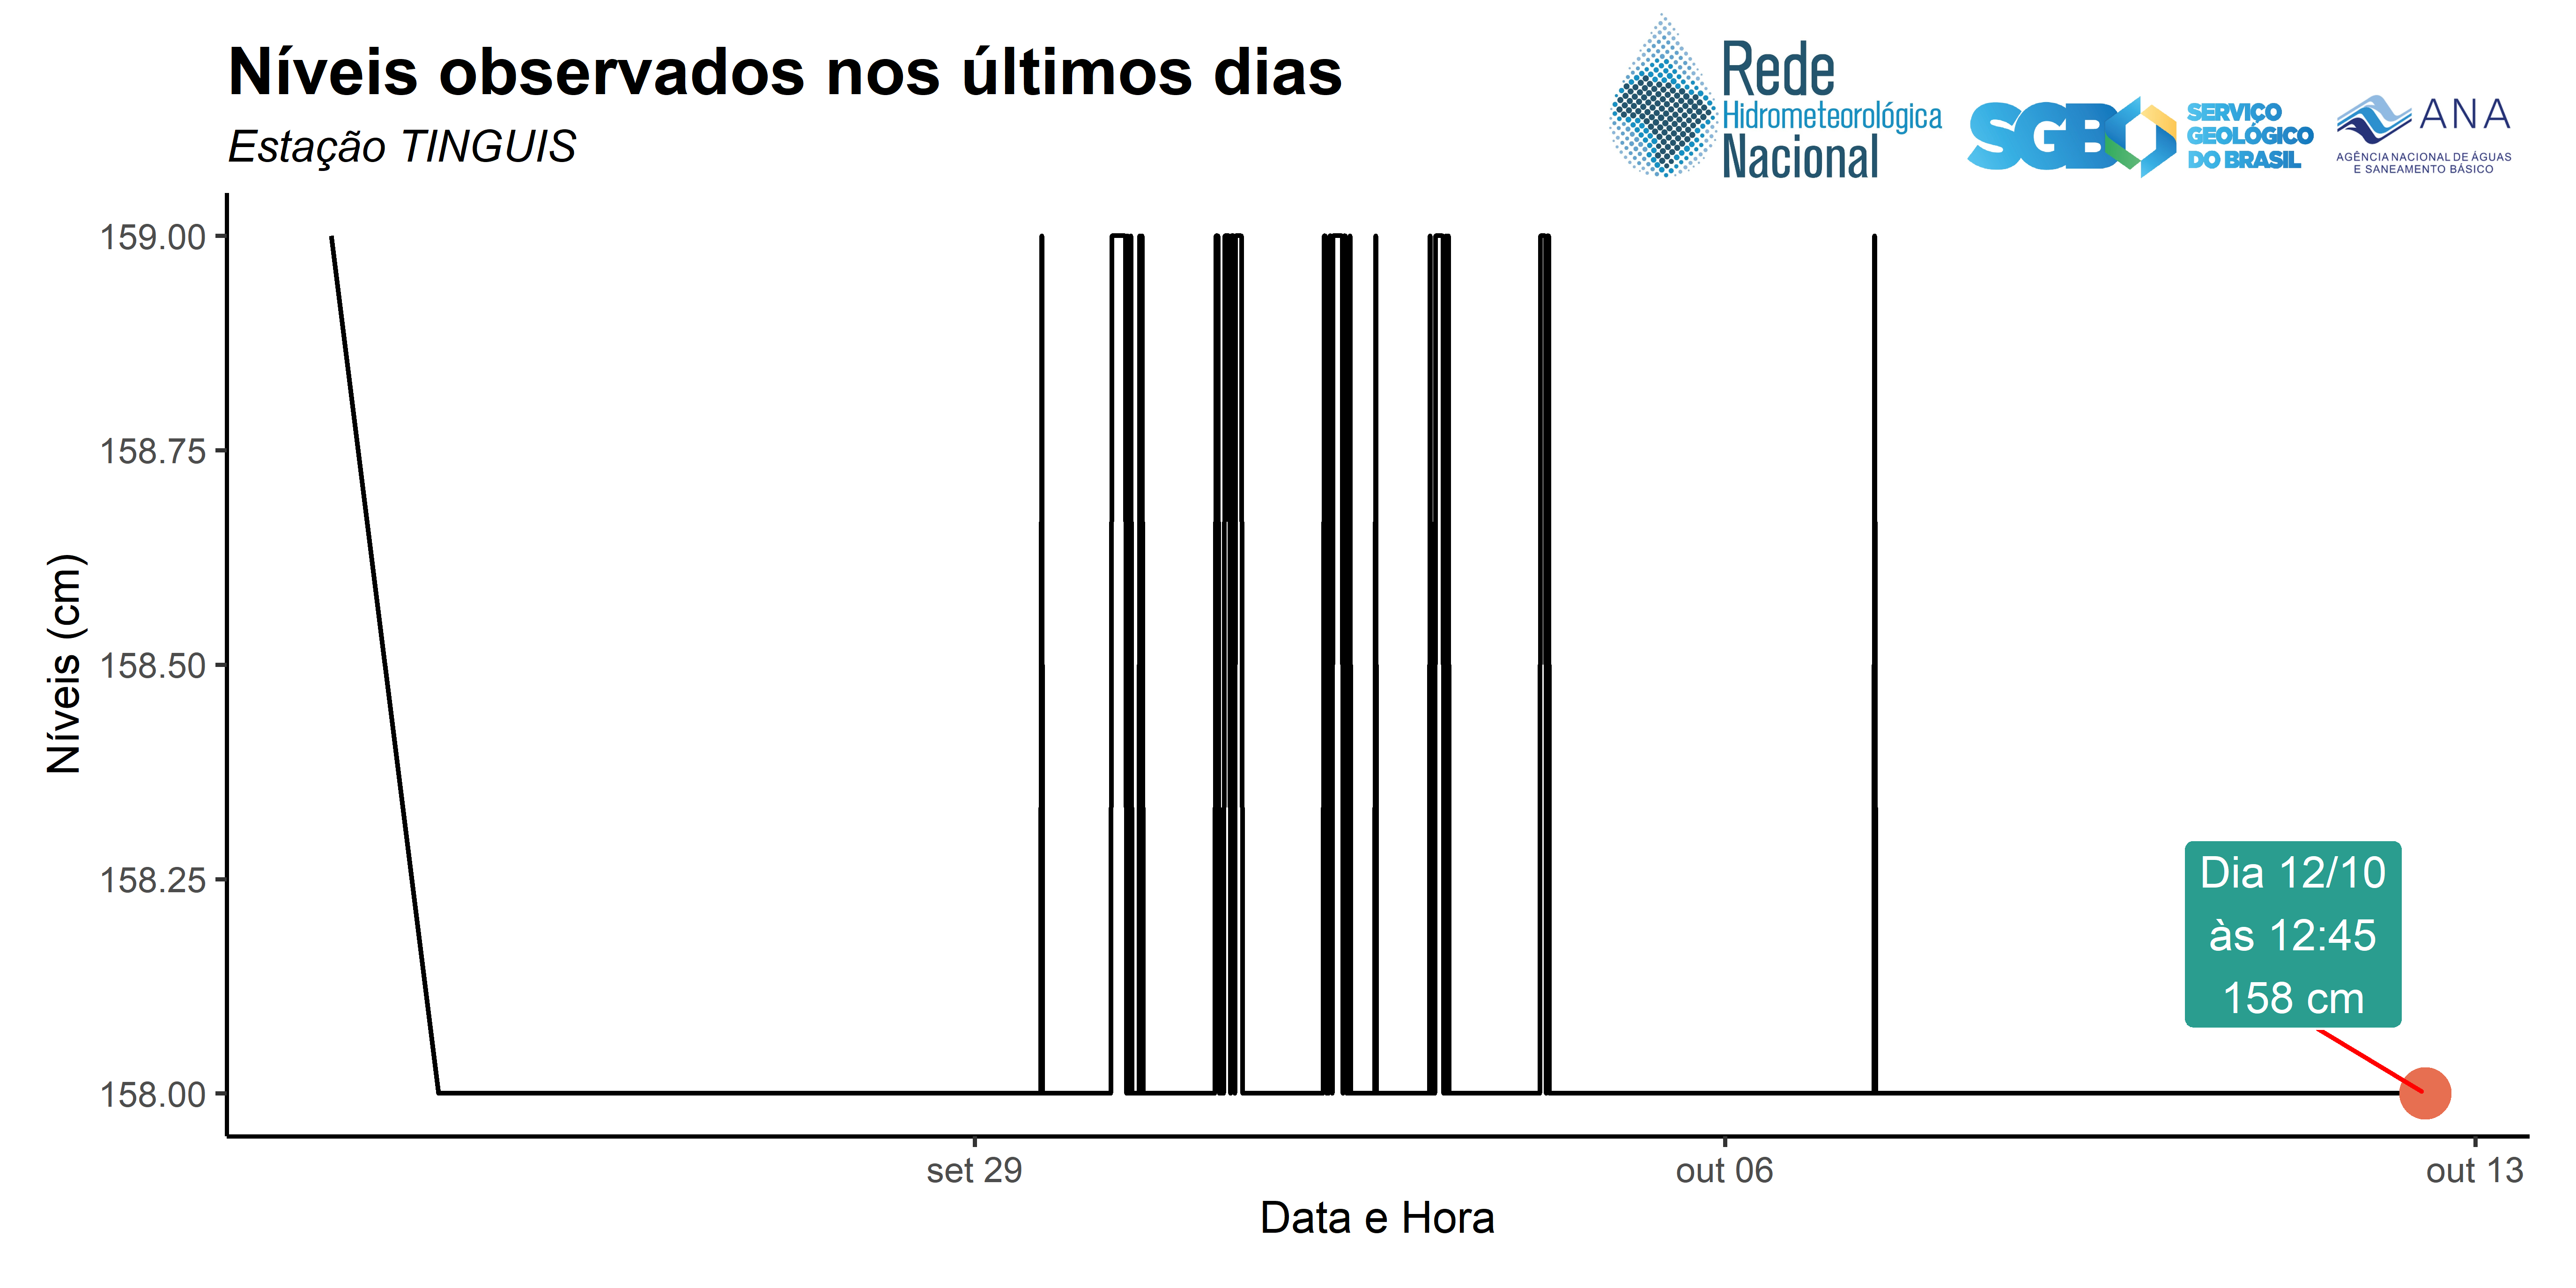 Níveis observados nos últimos dias
Estação TINGUIS
Rede
Hidrometeorológica
Nacional
SGB
SERVIÇO
GEOLÓGICO
DO BRASIL
ANA
AGÊNCIA NACIONAL DE ÁGUAS
E SANEAMENTO BÁSICO
Níveis (cm)
159.00
158.75
158.50
158.25
158.00
Dia 12/10
às 12:45
158 cm
set 29
out 06
out 13
Data e Hora